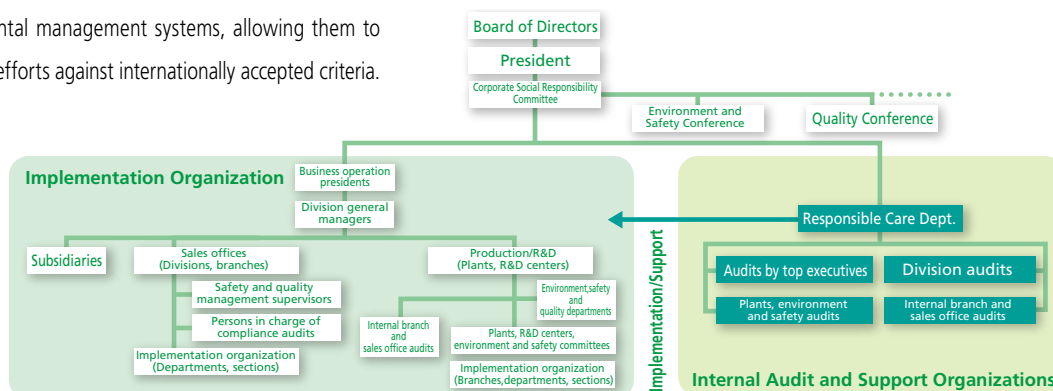 ntal management systems, allowing them to
efforts against internationally accepted criteria.
Board of Directors
President
Corporate Social Responsibility
Committee
Environment and
Safety Conference
Quality Conference
Implementation Organization
Business operation
presidents
Division general
managers
Subsidiaries
Sales offices
(Divisions, branches)
Safety and quality
management supervisors
Persons in charge of
compliance audits
Implementation organization
(Departments, sections)
Production/R&D
(Plants, R&D centers)
Internal branch
and
sales office audits
Environment,safety
and
quality departments
Plants, R&D centers,
environment and safety committees
Implementation organization
(Branches,departments, sections)
Implementation/Support
Responsible Care Dept.
Audits by top executives
Division audits
Plants, environment
and safety audits
Internal branch and
sales office audits
Internal Audit and Support Organizations